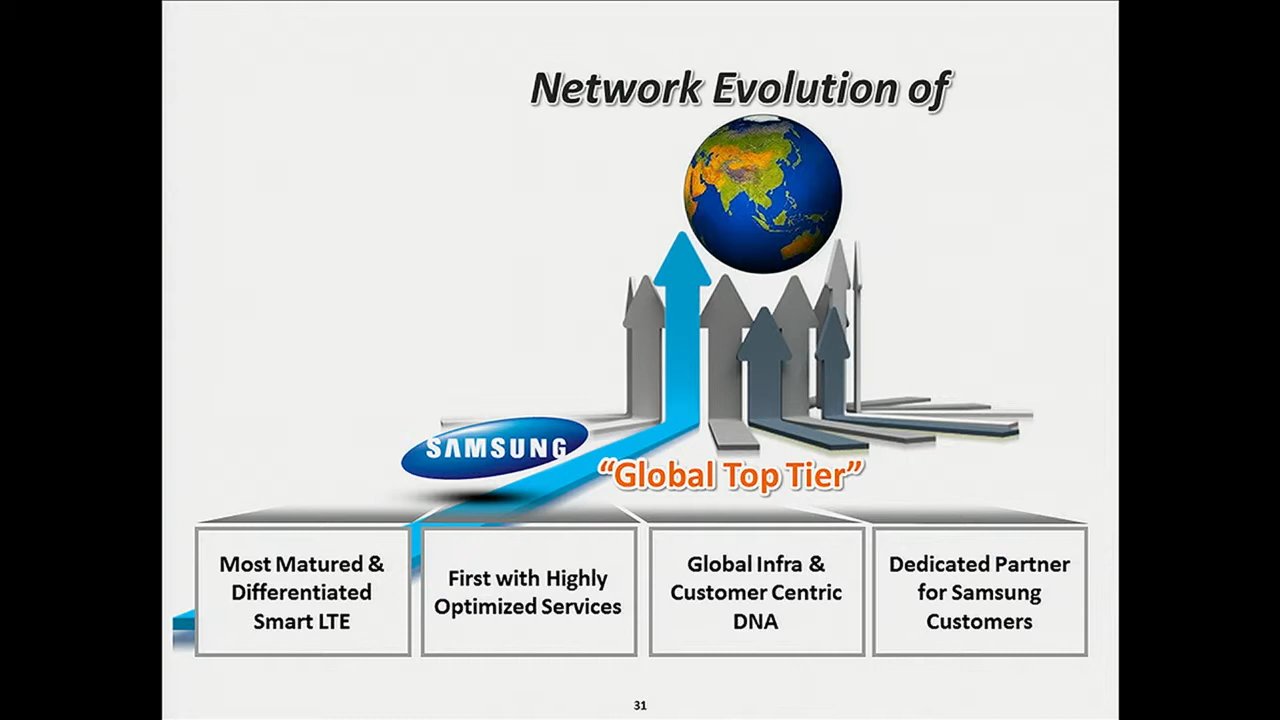 Network Evolution of
SAMSUNG
“Global Top Tier”
Most Matured &
Differentiated
Smart LTE
First with Highly
Optimized Services
Global Infra &
Customer Centric
DNA
Dedicated Partner
for Samsung
Customers
31